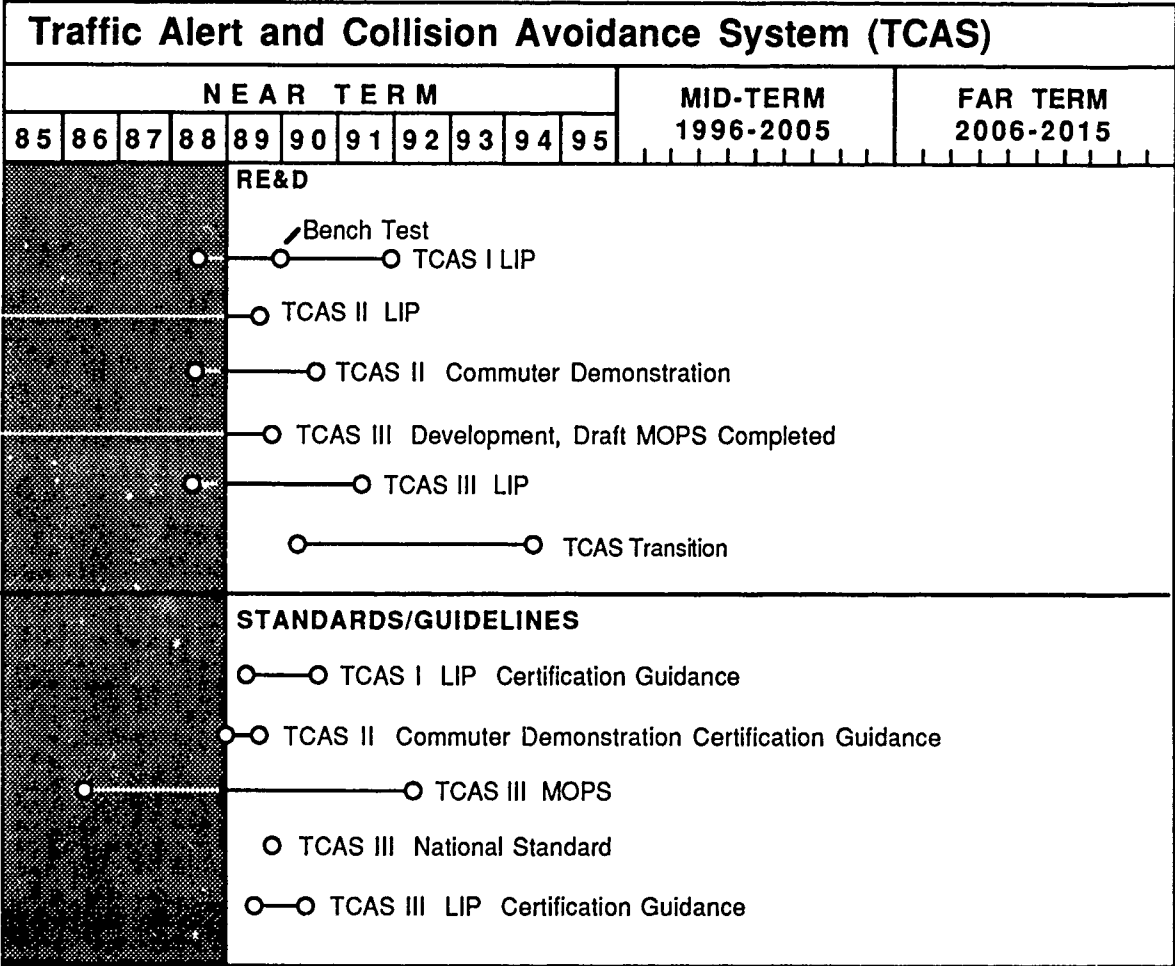 Traffic Alert and Collision Avoidance System (TCAS)
NEAR TERM
MID-TERM
1996-2005
FAR TERM
2006-2015
85 86 87 88 89 90 91 92 93 94 95
RE&D
Bench Test
TCAS I LIP
TCAS II LIP
TCAS II Commuter Demonstration
TCAS III Development, Draft MOPS Completed
TCAS III LIP
TCAS Transition
STANDARDS/GUIDELINES
TCAS I LIP Certification Guidance
TCAS II Commuter Demonstration Certification Guidance
TCAS III MOPS
TCAS III National Standard
TCAS III LIP Certification Guidance